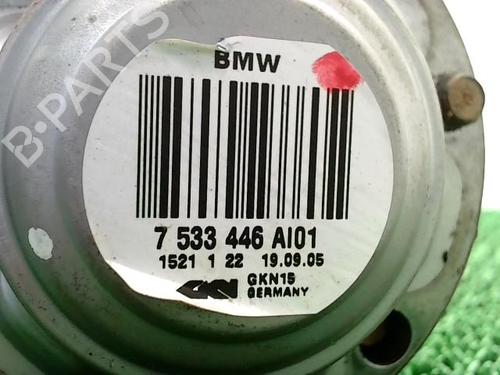 BMW
7 533 446 AI01
1521 1 22 19.09.05
GKN GKN15
GERMANY
B-PARTS